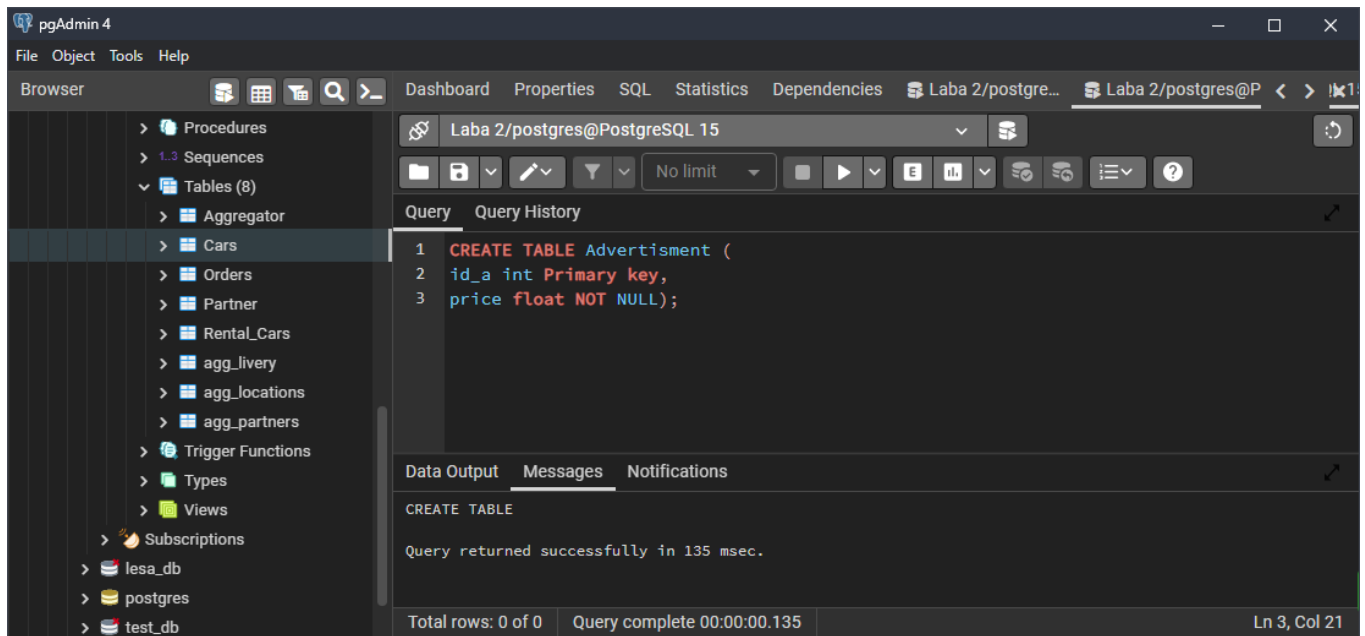 pgAdmin 4
File Object Tools Help
Browser
Dashboard Properties SQL Statistics Dependencies Laba 2/postgre... Laba 2/postgres@P
Procedures
1..3 Sequences
Tables (8)
Aggregator
Cars
Orders
Partner
Rental_Cars
agg_livery
agg_locations
agg_partners
Trigger Functions
Types
Views
Subscriptions
lesa_db
postgres
test_db
Laba 2/postgres@PostgreSQL 15
No limit
E
Query Query History
1 CREATE TABLE Advertisment (
2 id_a int Primary key,
3 price float NOT NULL);
Data Output Messages Notifications
CREATE TABLE
Query returned successfully in 135 msec.
Total rows: 0 of 0 Query complete 00:00:00.135 Ln 3, Col 21